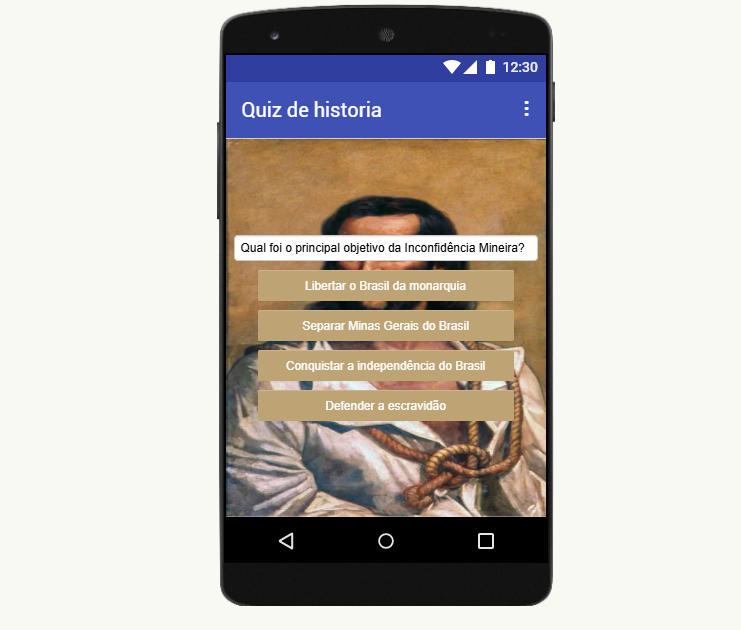 12:30
Quiz de historia
Qual foi o principal objetivo da Inconfidência Mineira?
Libertar o Brasil da monarquia
Separar Minas Gerais do Brasil
Conquistar a independência do Brasil
Defender a escravidão